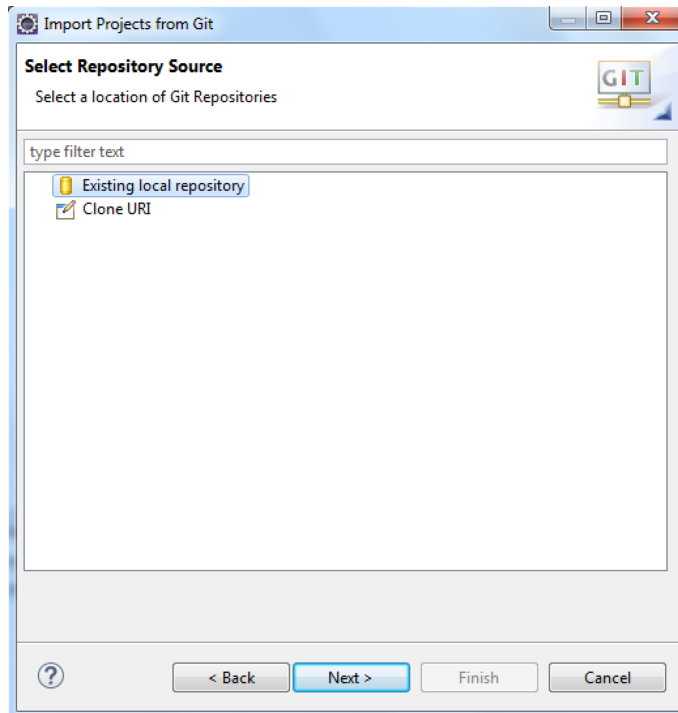 Import Projects from Git
Select Repository Source
Select a location of Git Repositories
GIT
type filter text
Existing local repository
Clone URI
?
< Back
Next >
Finish
Cancel